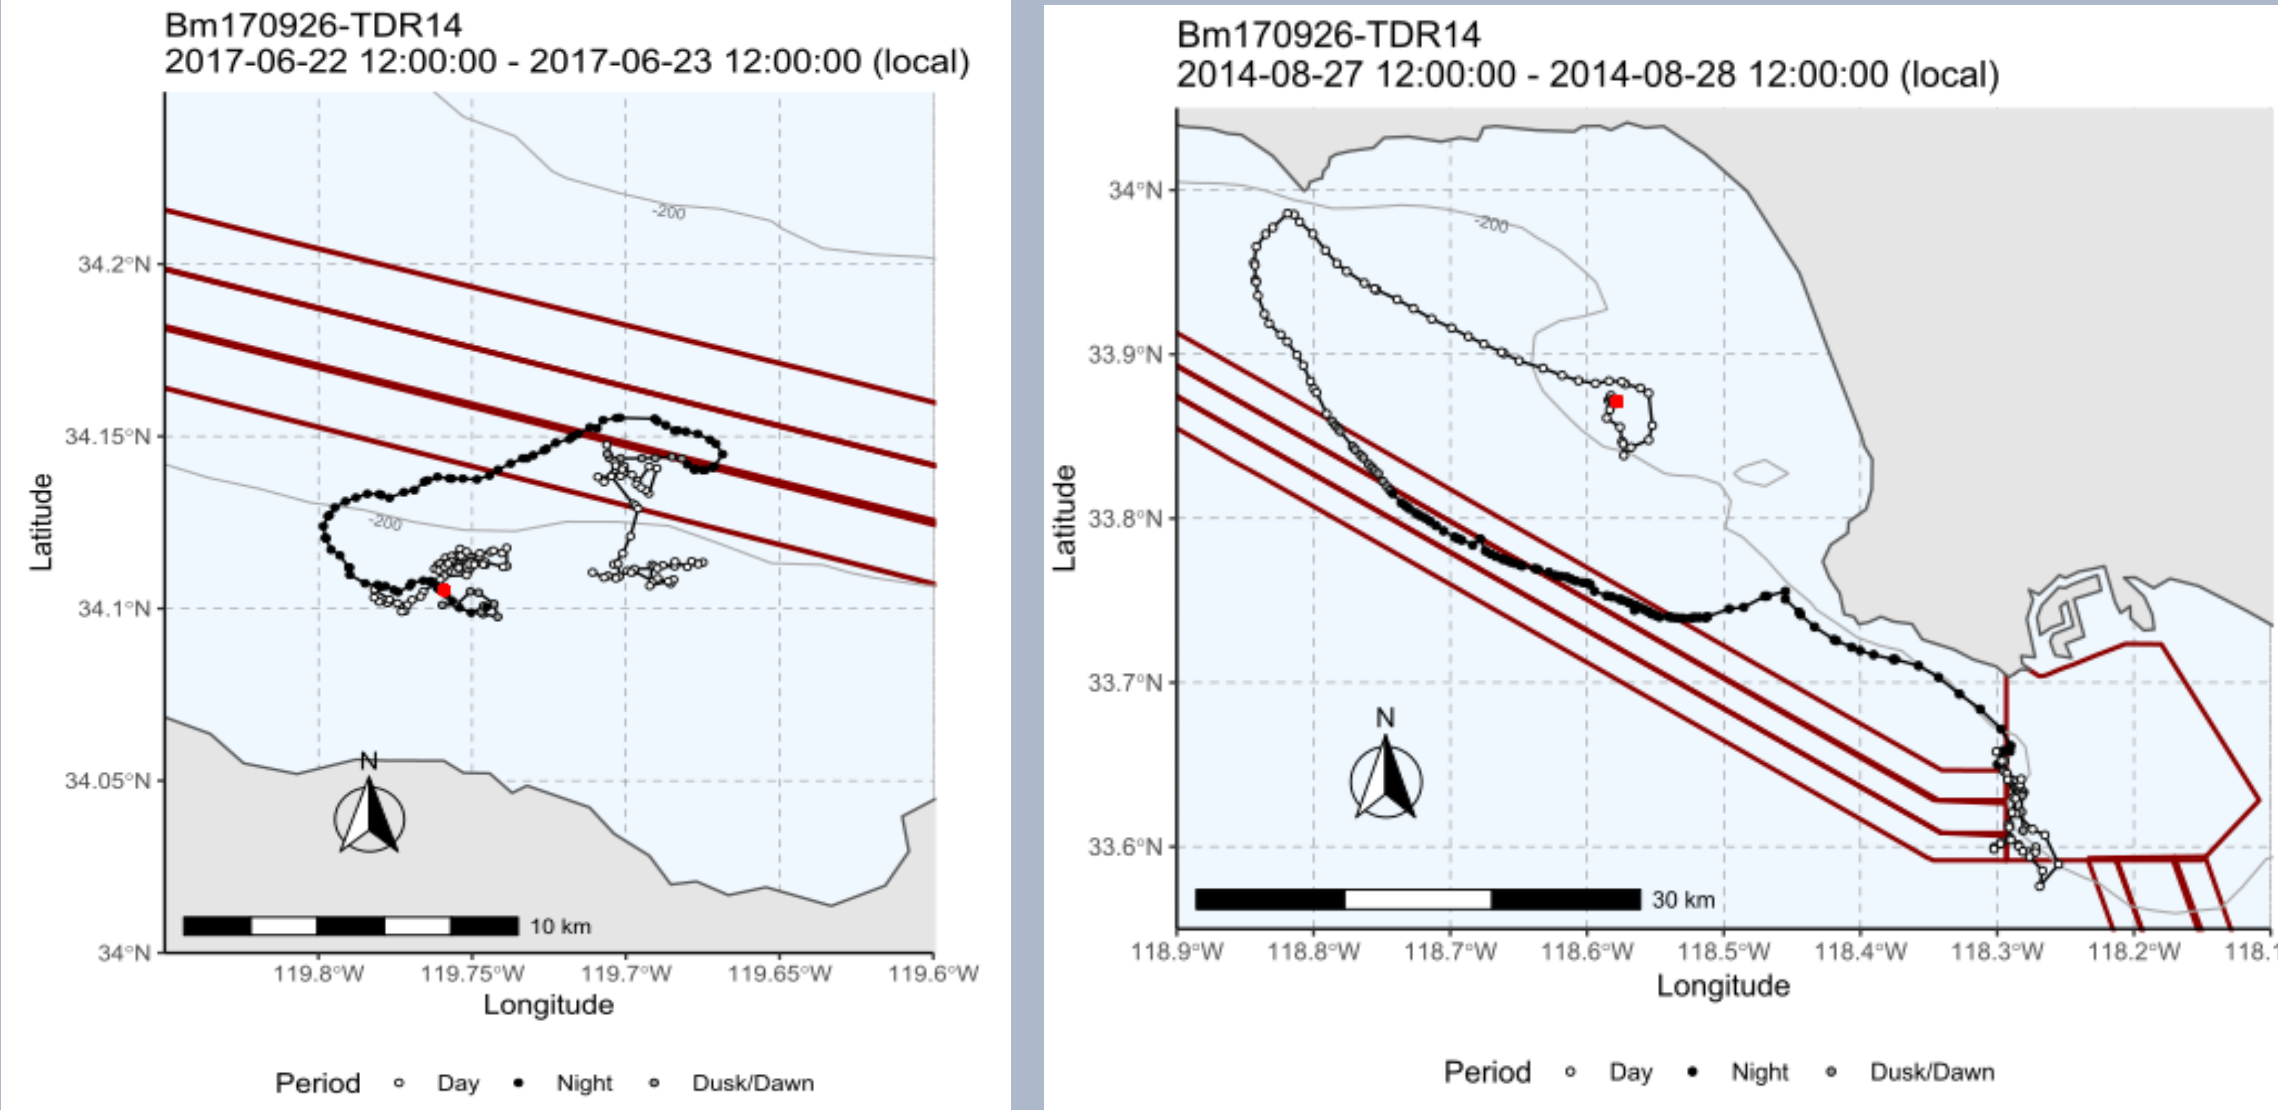 Bm170926-TDR14
2017-06-22 12:00:00 - 2017-06-23 12:00:00 (local)
-200
34.2°N
34.15°N
-200
34.1°N
34.05°N
34°N
Latitude
N
10 km
119.8°W 119.75°W 119.7°W 119.65°W 119.6°W
Longitude
Period Day Night Dusk/Dawn
Bm170926-TDR14
2014-08-27 12:00:00 - 2014-08-28 12:00:00 (local)
34°N
-200
33.9°N
33.8°N
33.7°N
33.6°N
Latitude
N
30 km
118.9°W 118.8°W 118.7°W 118.6°W 118.5°W 118.4°W 118.3°W 118.2°W 118.1
Longitude
Period Day Night Dusk/Dawn